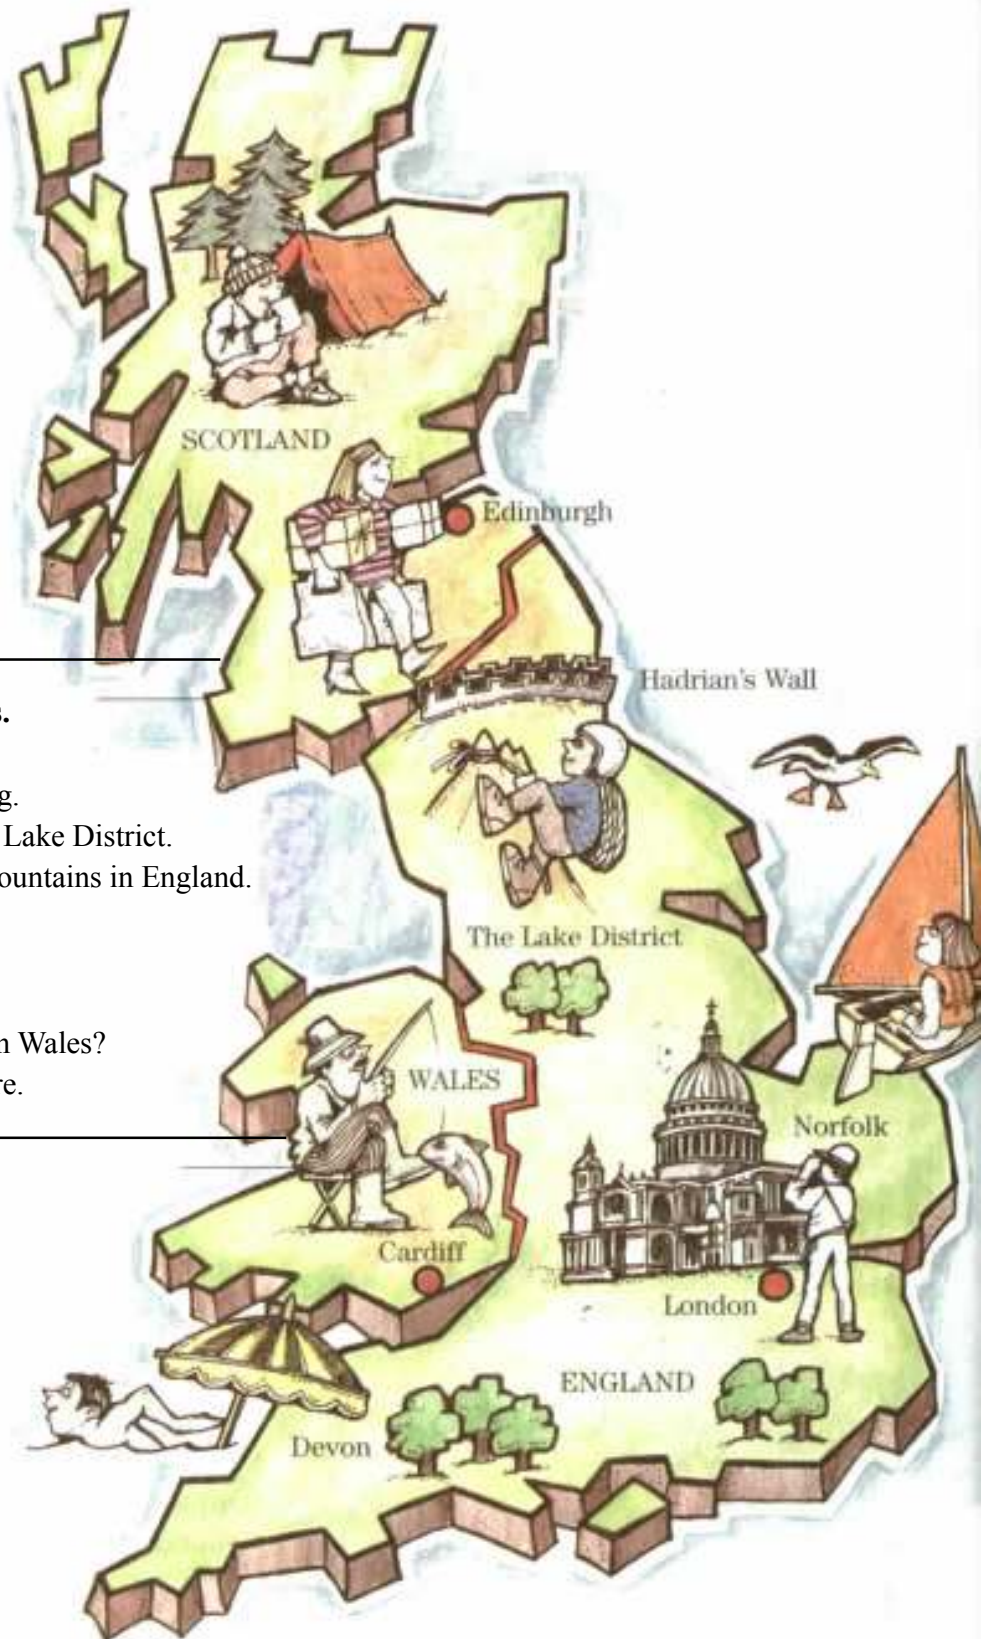 SCOTLAND
Edinburgh
Hadrian's Wall
s.
g.
Lake District.
ountains in England.
The Lake District
n Wales?
WALES
re.
Norfolk
Cardiff
London
ENGLAND
Devon